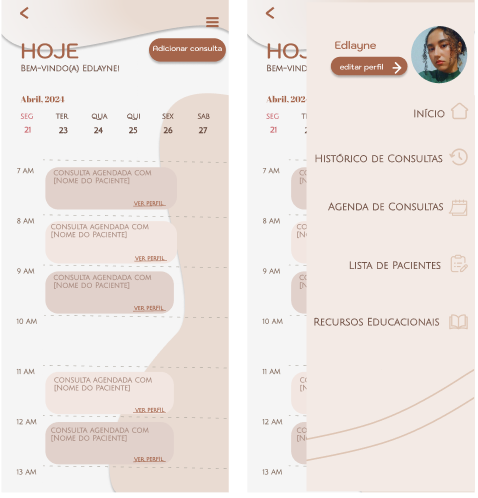 HOJE
Adicionar consulta
Bem-vindo(a) Edlayne!
Abril, 2024
SEG TER QUA QUI SEX SAB
21 23 24 25 26 27
7 AM
Consulta agendada com
[Nome do Paciente]
Ver perfil
8 AM
Consulta agendada com
[Nome do Paciente]
Ver perfil
9 AM
Consulta agendada com
[Nome do Paciente]
Ver perfil
10 AM
11 AM
Consulta agendada com
[Nome do Paciente]
Ver perfil
12 AM
Consulta agendada com
[Nome do Paciente]
Ver perfil
13 AM
HOJ
Bem-vind
Abril, 202
SEG
21
7 AM
8 AM
9 AM
10 AM
11 AM
12 AM
13 AM
Edlayne
editar perfil
Início
Histórico de Consultas
Agenda de Consultas
Lista de Pacientes
Recursos Educacionais